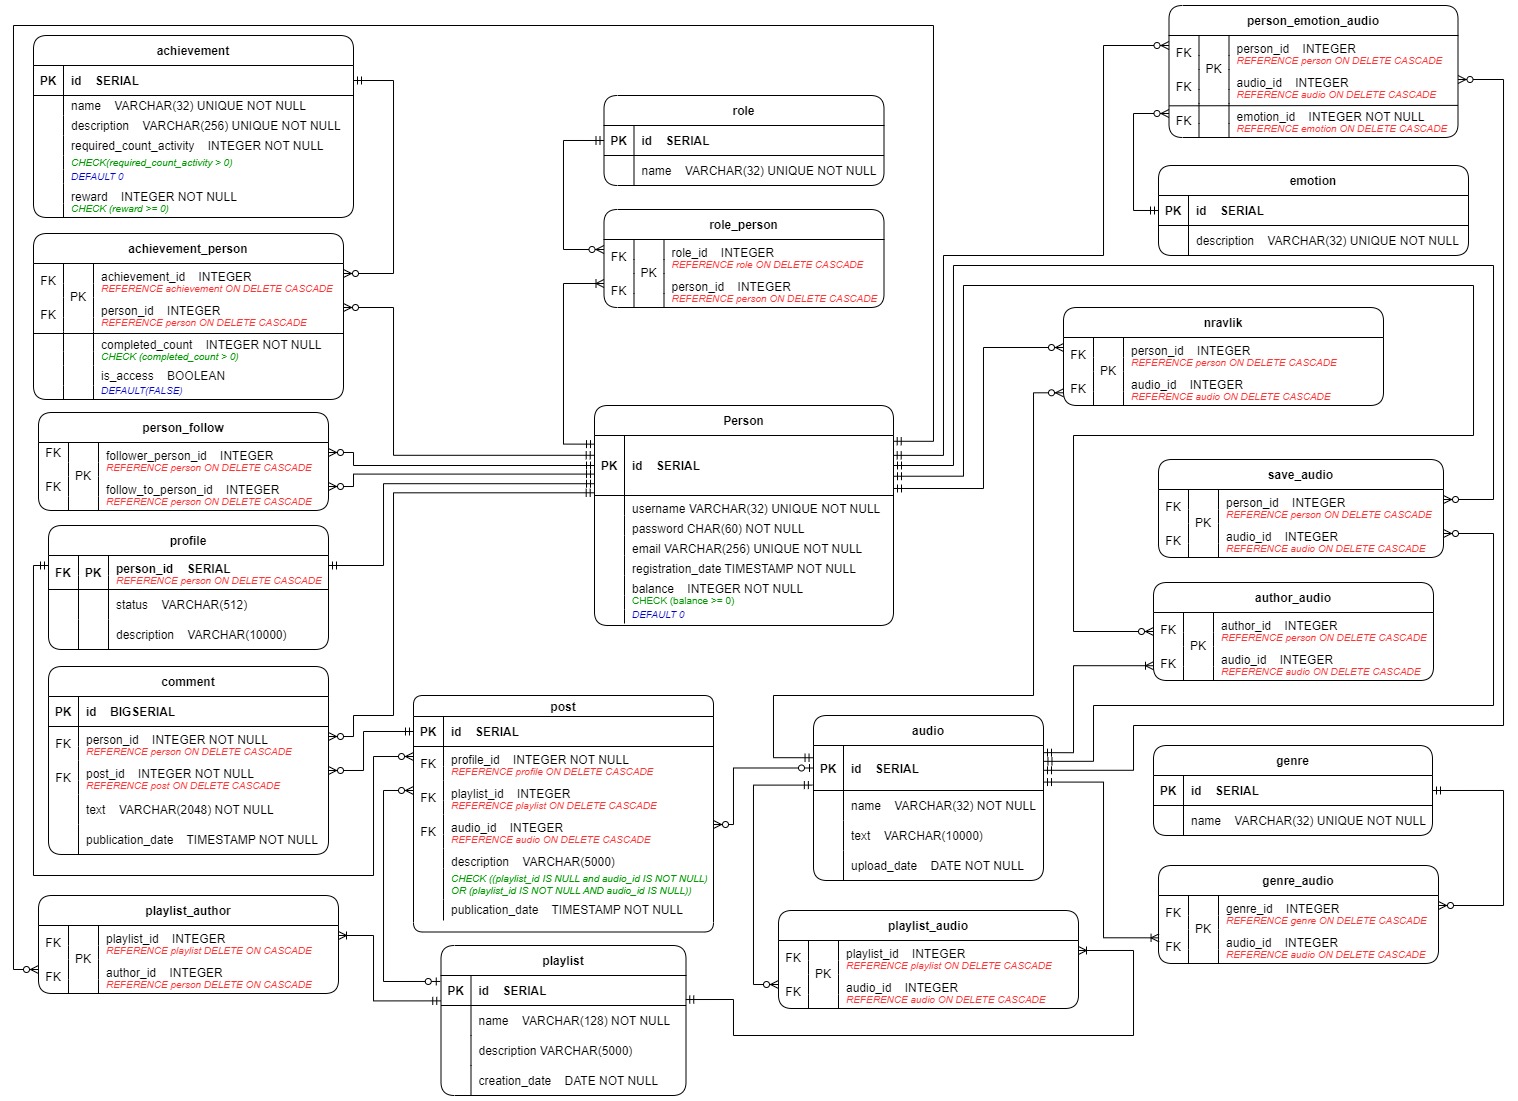 achievement
PK id SERIAL
name VARCHAR(32) UNIQUE NOT NULL
description VARCHAR(256) UNIQUE NOT NULL
required_count_activity INTEGER NOT NULL
CHECK(required_count_activity > 0)
DEFAULT 0
reward INTEGER NOT NULL
CHECK (reward >= 0)
achievement_person
FK achievement_id INTEGER
REFERENCE achievement ON DELETE CASCADE
PK
FK person_id INTEGER
REFERENCE person ON DELETE CASCADE
completed_count INTEGER NOT NULL
CHECK (completed_count > 0)
is_access BOOLEAN
DEFAULT(FALSE)
person_follow
FK follower_person_id INTEGER
REFERENCE person ON DELETE CASCADE
PK
FK follow_to_person_id INTEGER
REFERENCE person ON DELETE CASCADE
profile
FK PK person_id SERIAL
REFERENCE person ON DELETE CASCADE
status VARCHAR(512)
description VARCHAR(10000)
comment
PK id BIGSERIAL
FK person_id INTEGER NOT NULL
REFERENCE person ON DELETE CASCADE
FK post_id INTEGER NOT NULL
REFERENCE post ON DELETE CASCADE
text VARCHAR(2048) NOT NULL
publication_date TIMESTAMP NOT NULL
playlist_author
FK playlist_id INTEGER
REFERENCE playlist DELETE ON CASCADE
PK
FK author_id INTEGER
REFERENCE person DELETE ON CASCADE
role
PK id SERIAL
name VARCHAR(32) UNIQUE NOT NULL
role_person
FK role_id INTEGER
REFERENCE role ON DELETE CASCADE
PK
FK person_id INTEGER
REFERENCE person ON DELETE CASCADE
Person
PK id SERIAL
username VARCHAR(32) UNIQUE NOT NULL
password CHAR(60) NOT NULL
email VARCHAR(256) UNIQUE NOT NULL
registration_date TIMESTAMP NOT NULL
balance INTEGER NOT NULL
CHECK (balance >= 0)
DEFAULT 0
post
PK id SERIAL
FK profile_id INTEGER NOT NULL
REFERENCE profile ON DELETE CASCADE
FK playlist_id INTEGER
REFERENCE playlist ON DELETE CASCADE
FK audio_id INTEGER
REFERENCE audio ON DELETE CASCADE
description VARCHAR(5000)
CHECK ((playlist_id IS NULL and audio_id IS NOT NULL)
OR (playlist_id IS NOT NULL AND audio_id IS NULL))
publication_date TIMESTAMP NOT NULL
playlist
PK id SERIAL
name VARCHAR(128) NOT NULL
description VARCHAR(5000)
creation_date DATE NOT NULL
audio
PK id SERIAL
name VARCHAR(32) NOT NULL
text VARCHAR(10000)
upload_date DATE NOT NULL
playlist_audio
FK playlist_id INTEGER
REFERENCE playlist ON DELETE CASCADE
PK
FK audio_id INTEGER
REFERENCE audio ON DELETE CASCADE
person_emotion_audio
FK person_id INTEGER
REFERENCE person ON DELETE CASCADE
PK
FK audio_id INTEGER
REFERENCE audio ON DELETE CASCADE
FK emotion_id INTEGER NOT NULL
REFERENCE emotion ON DELETE CASCADE
emotion
PK id SERIAL
description VARCHAR(32) UNIQUE NOT NULL
nravlik
FK person_id INTEGER
REFERENCE person ON DELETE CASCADE
PK
FK audio_id INTEGER
REFERENCE audio ON DELETE CASCADE
save_audio
FK person_id INTEGER
REFERENCE person ON DELETE CASCADE
PK
FK audio_id INTEGER
REFERENCE audio ON DELETE CASCADE
author_audio
FK author_id INTEGER
REFERENCE person ON DELETE CASCADE
PK
FK audio_id INTEGER
REFERENCE audio ON DELETE CASCADE
genre
PK id SERIAL
name VARCHAR(32) UNIQUE NOT NULL
genre_audio
FK genre_id INTEGER
REFERENCE genre ON DELETE CASCADE
PK
FK audio_id INTEGER
REFERENCE audio ON DELETE CASCADE